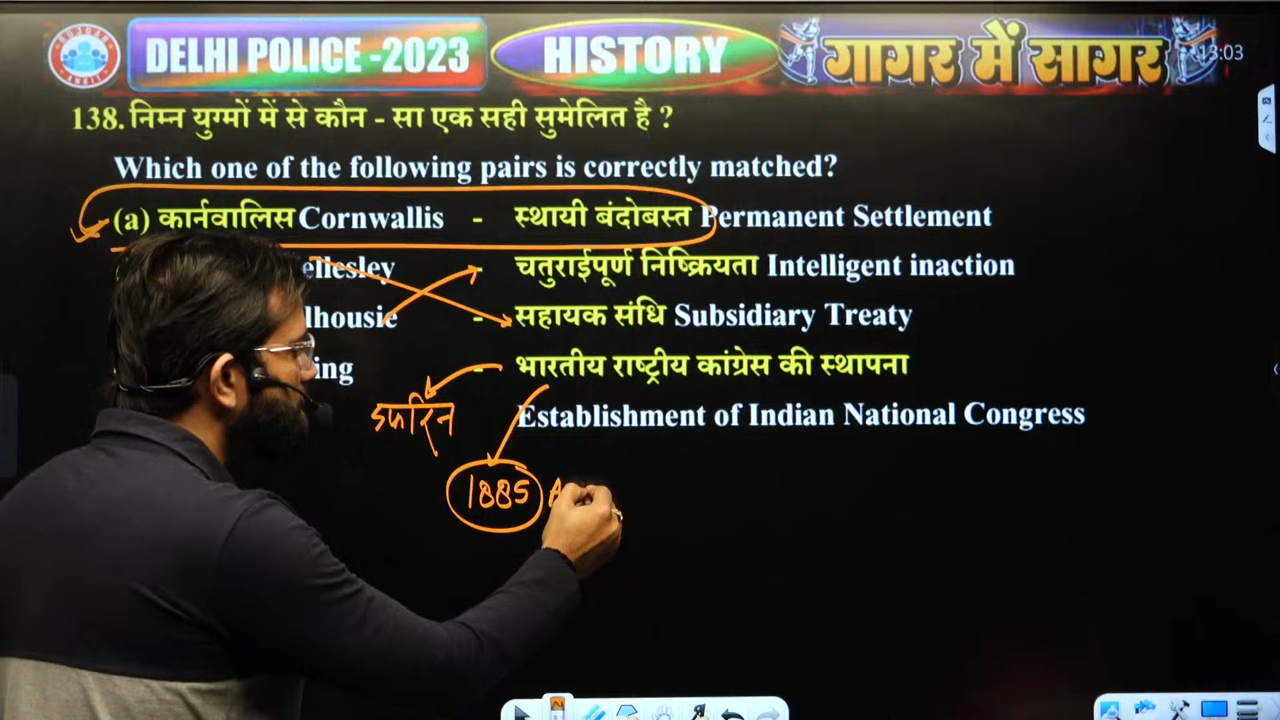 ROJGAR
ANKIT
DELHI POLICE -2023
HISTORY
गागर में सागर
13:03
138. निम्न युग्मों में से कौन - सा एक सही सुमेलित है ?
Which one of the following pairs is correctly matched?
(a) कार्नवालिस Cornwallis - स्थायी बंदोबस्त Permanent Settlement
ellesley - चतुराईपूर्ण निष्क्रियता Intelligent inaction
lhousie - सहायक संधि Subsidiary Treaty
ing - भारतीय राष्ट्रीय कांग्रेस की स्थापना
डफरिन
Establishment of Indian National Congress
1885 A